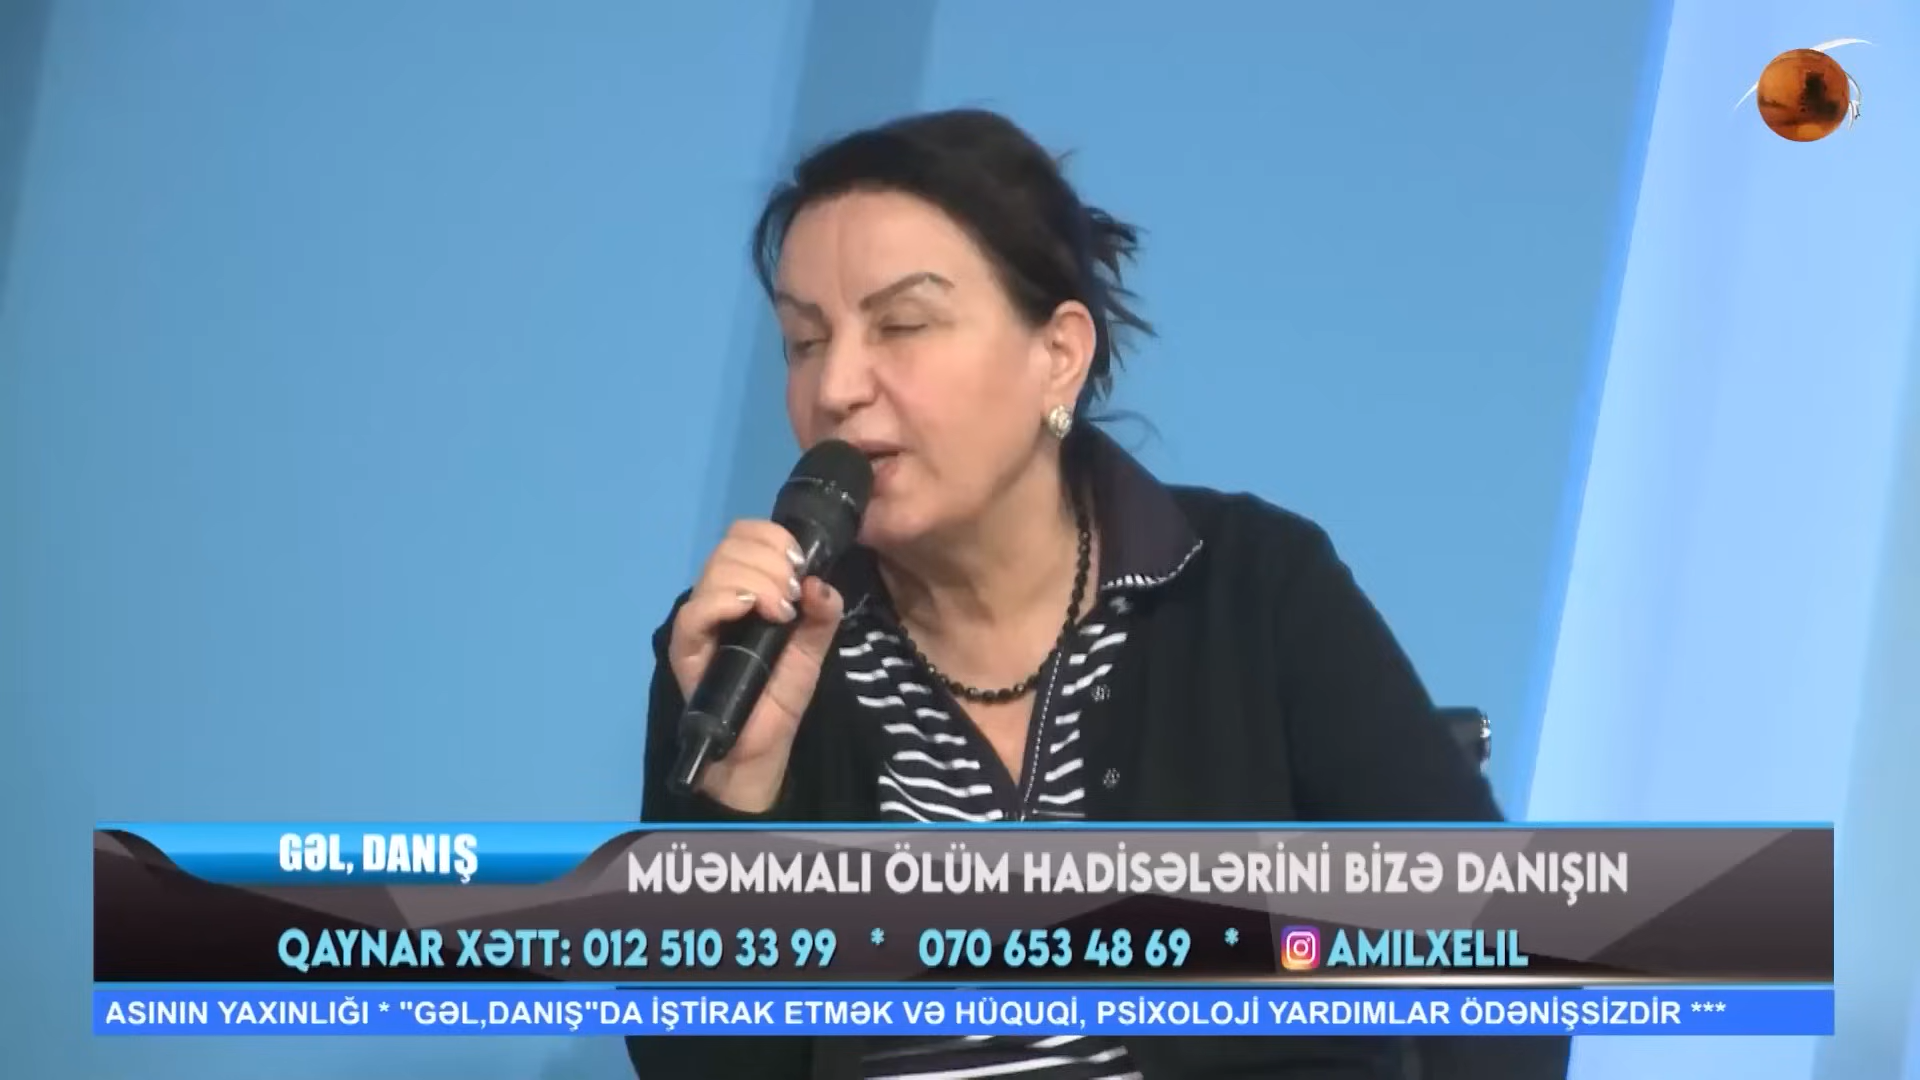 GƏL, DANIŞ
MÜƏMMALI ÖLÜM HADİSƏLƏRİNİ BİZƏ DANIŞIN
QAYNAR XƏTT: 012 510 33 99 * 070 653 48 69 * AMILXELIL
ASININ YAXINLIĞI * "GƏL,DANIŞ"DA İŞTİRAK ETMƏK VƏ HÜQUQİ, PSİXOLOJİ YARDIMLAR ÖDƏNİŞSİZDİR ***